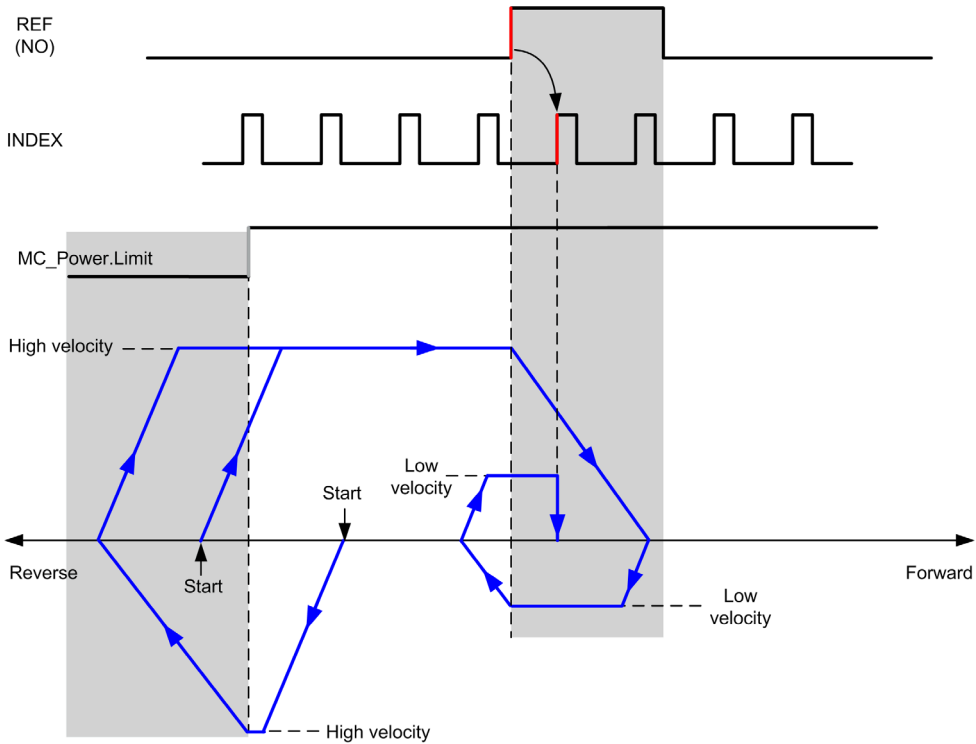 REF
(NO)
INDEX
MC_Power.Limit
High velocity
Low
velocity
Start
Reverse
Start
Forward
Low
velocity
High velocity